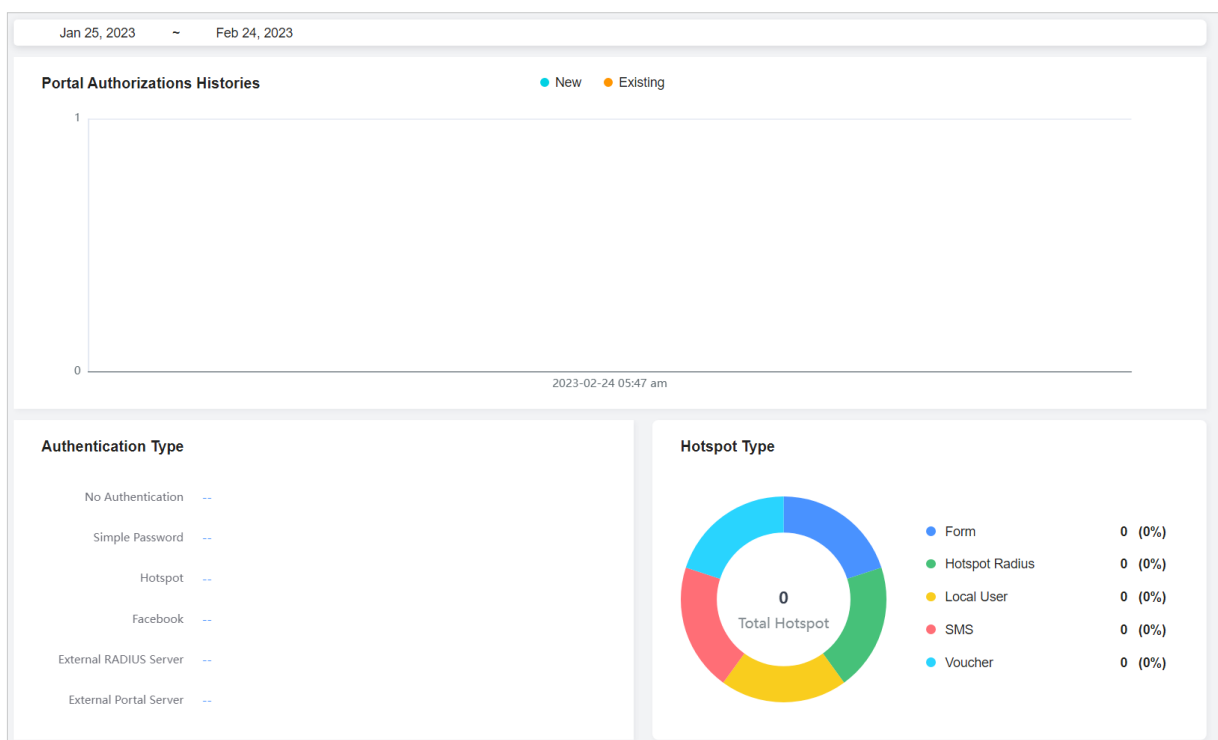 Jan 25, 2023 ~ Feb 24, 2023
Portal Authorizations Histories
New Existing
1
0
2023-02-24 05:47 am
Authentication Type
No Authentication --
Simple Password --
Hotspot --
Facebook --
External RADIUS Server --
External Portal Server --
Hotspot Type
0
Total Hotspot
Form 0 (0%)
Hotspot Radius 0 (0%)
Local User 0 (0%)
SMS 0 (0%)
Voucher 0 (0%)